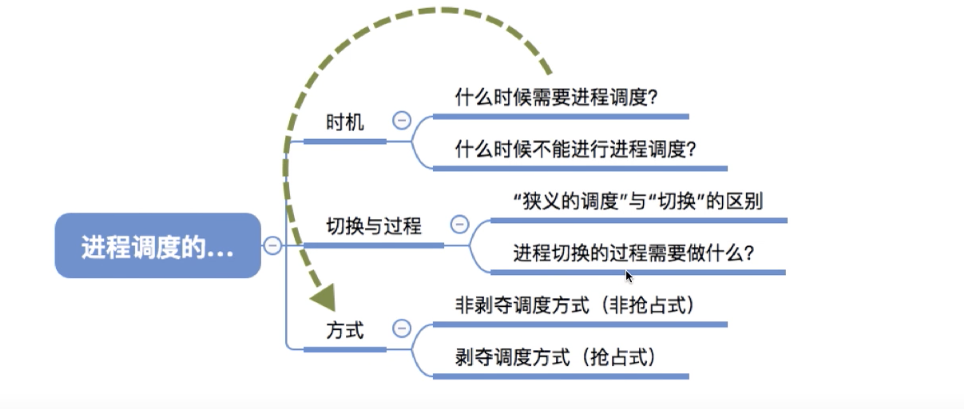 什么时候需要进程调度?
时机
什么时候不能进行进程调度?
“狭义的调度”与“切换”的区别
切换与过程
进程调度的...
进程切换的过程需要做什么?
非剥夺调度方式（非抢占式）
方式
剥夺调度方式（抢占式）